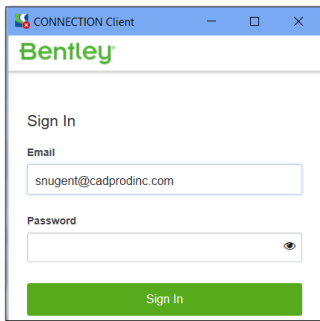 CONNECTION Client
Bentley
Sign In
Email
snugent@cadprodinc.com
Password
Sign In